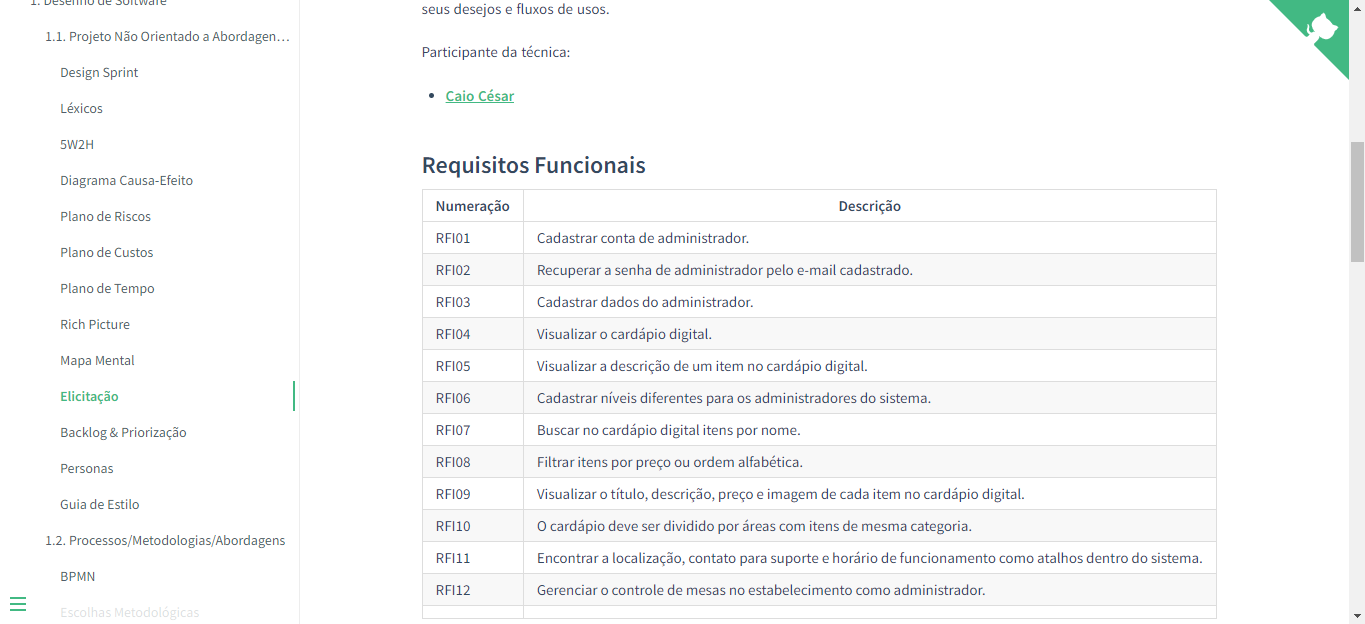 1. Desenho de Software
1.1. Projeto Não Orientado a Abordagen…
Design Sprint
Léxicos
5W2H
Diagrama Causa-Efeito
Plano de Riscos
Plano de Custos
Plano de Tempo
Rich Picture
Mapa Mental
Elicitação
Backlog & Priorização
Personas
Guia de Estilo
1.2. Processos/Metodologias/Abordagens
BPMN
Escolhas Metodológicas
seus desejos e fluxos de usos.
Participante da técnica:
Caio César
Requisitos Funcionais
Numeração Descrição
RFI01 Cadastrar conta de administrador.
RFI02 Recuperar a senha de administrador pelo e-mail cadastrado.
RFI03 Cadastrar dados do administrador.
RFI04 Visualizar o cardápio digital.
RFI05 Visualizar a descrição de um item no cardápio digital.
RFI06 Cadastrar níveis diferentes para os administradores do sistema.
RFI07 Buscar no cardápio digital itens por nome.
RFI08 Filtrar itens por preço ou ordem alfabética.
RFI09 Visualizar o título, descrição, preço e imagem de cada item no cardápio digital.
RFI10 O cardápio deve ser dividido por áreas com itens de mesma categoria.
RFI11 Encontrar a localização, contato para suporte e horário de funcionamento como atalhos dentro do sistema.
RFI12 Gerenciar o controle de mesas no estabelecimento como administrador.